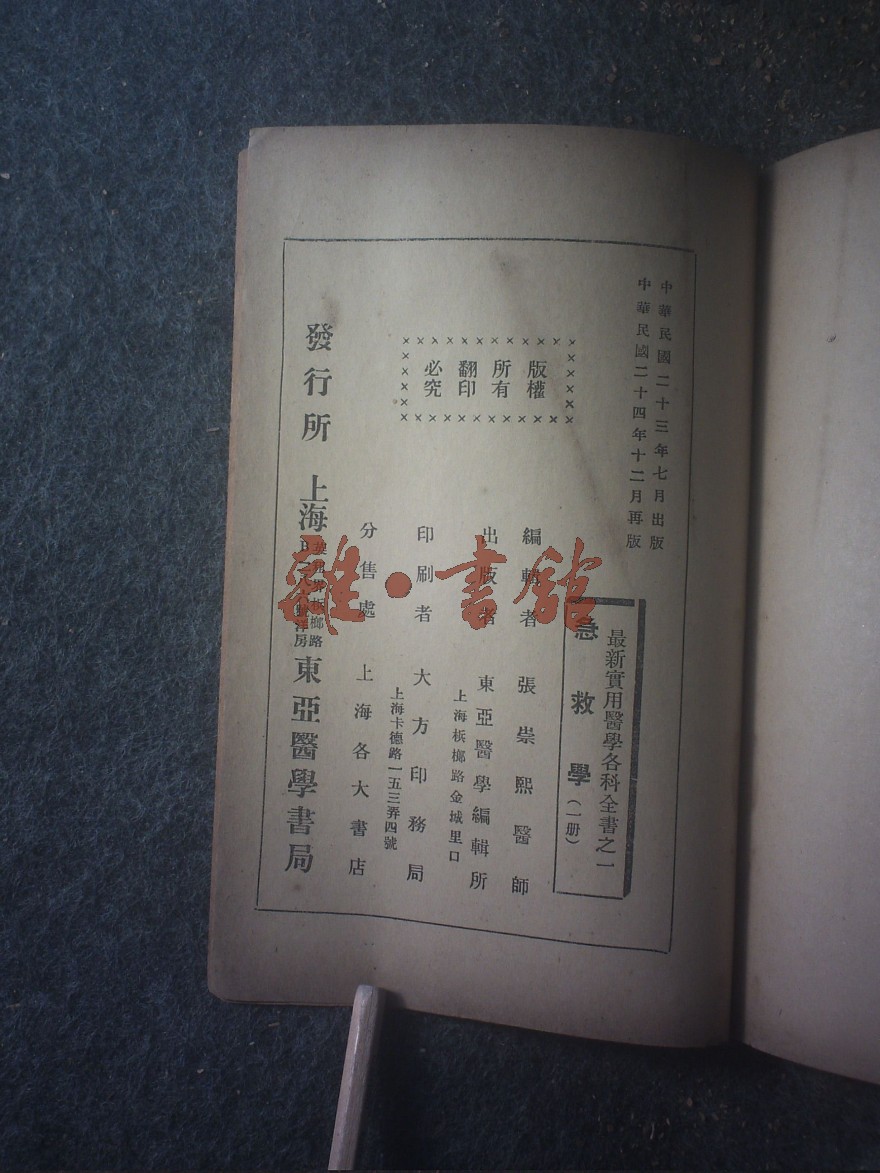 中華民國二十三年七月出版
中華民國二十四年十二月再版
最新實用醫學各科全書之一
急救學(一册)
版權
所有
翻印
必究
編輯者 張崇熙醫師
出版者 東亞醫學編輯所
上海梹榔路金城里口
印刷者 大方印務局
上海卡德路一五三弄四號
分售處 上海各大書店
發行所 上海 東亞醫學書局
雜·書館